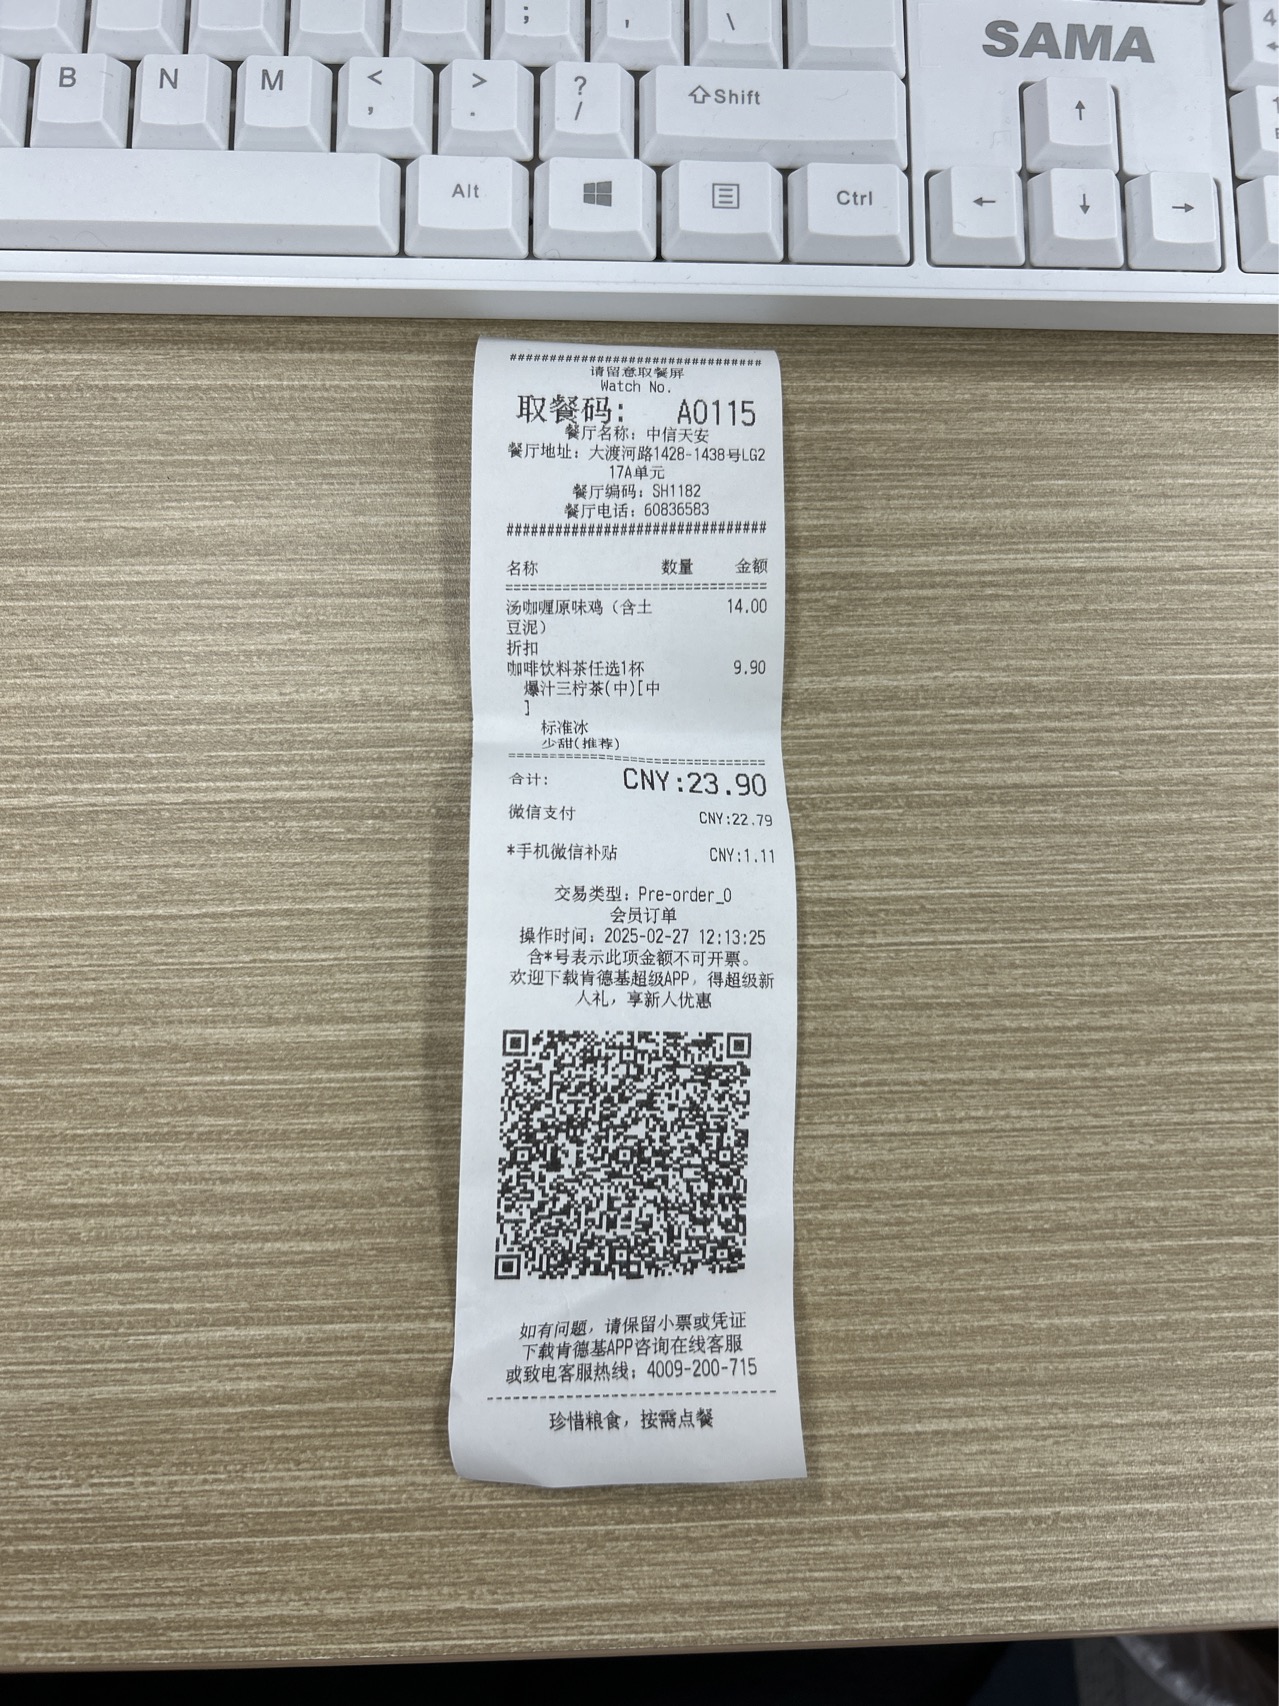 ;
,
\
SAMA
4
B
N
M
<
,
>
.
?
/
Shift
↑
Alt
Ctrl
←
↓
→
################################
请留意取餐屏
Watch No.
取餐码: A0115
餐厅名称: 中信天安
餐厅地址: 大渡河路1428-1438号LG2
17A单元
餐厅编码: SH1182
餐厅电话: 60836583
################################
名称 数量 金额
================================
汤咖喱原味鸡 (含土 14.00
豆泥)
折扣
咖啡饮料茶任选1杯 9.90
爆汁三柠茶(中)[中
]
标准冰
少甜(推荐)
================================
合计: CNY:23.90
微信支付 CNY:22.79
*手机微信补贴 CNY:1.11
交易类型: Pre-order_0
会员订单
操作时间: 2025-02-27 12:13:25
含*号表示此项金额不可开票。
欢迎下载肯德基超级APP, 得超级新
人礼, 享新人优惠
如有问题, 请保留小票或凭证
下载肯德基APP咨询在线客服
或致电客服热线: 4009-200-715
--------------------------------
珍惜粮食, 按需点餐